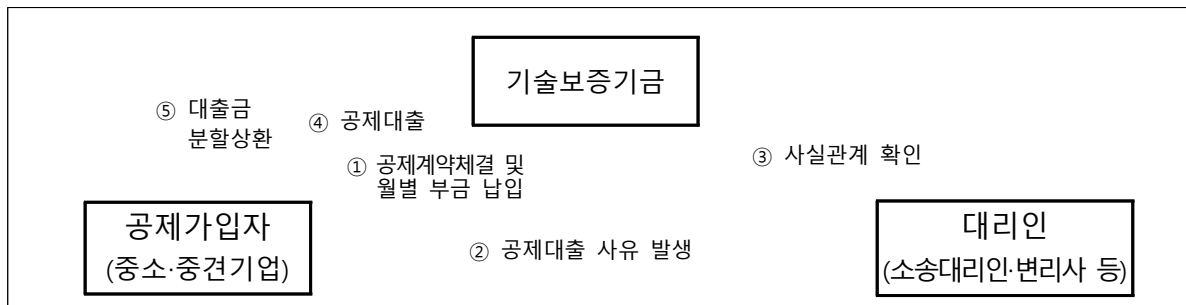 기술보증기금
⑤ 대출금
분할상환
④ 공제대출
① 공제계약체결 및
월별 부금 납입
③ 사실관계 확인
공제가입자
(중소·중견기업)
② 공제대출 사유 발생
대리인
(소송대리인·변리사 등)